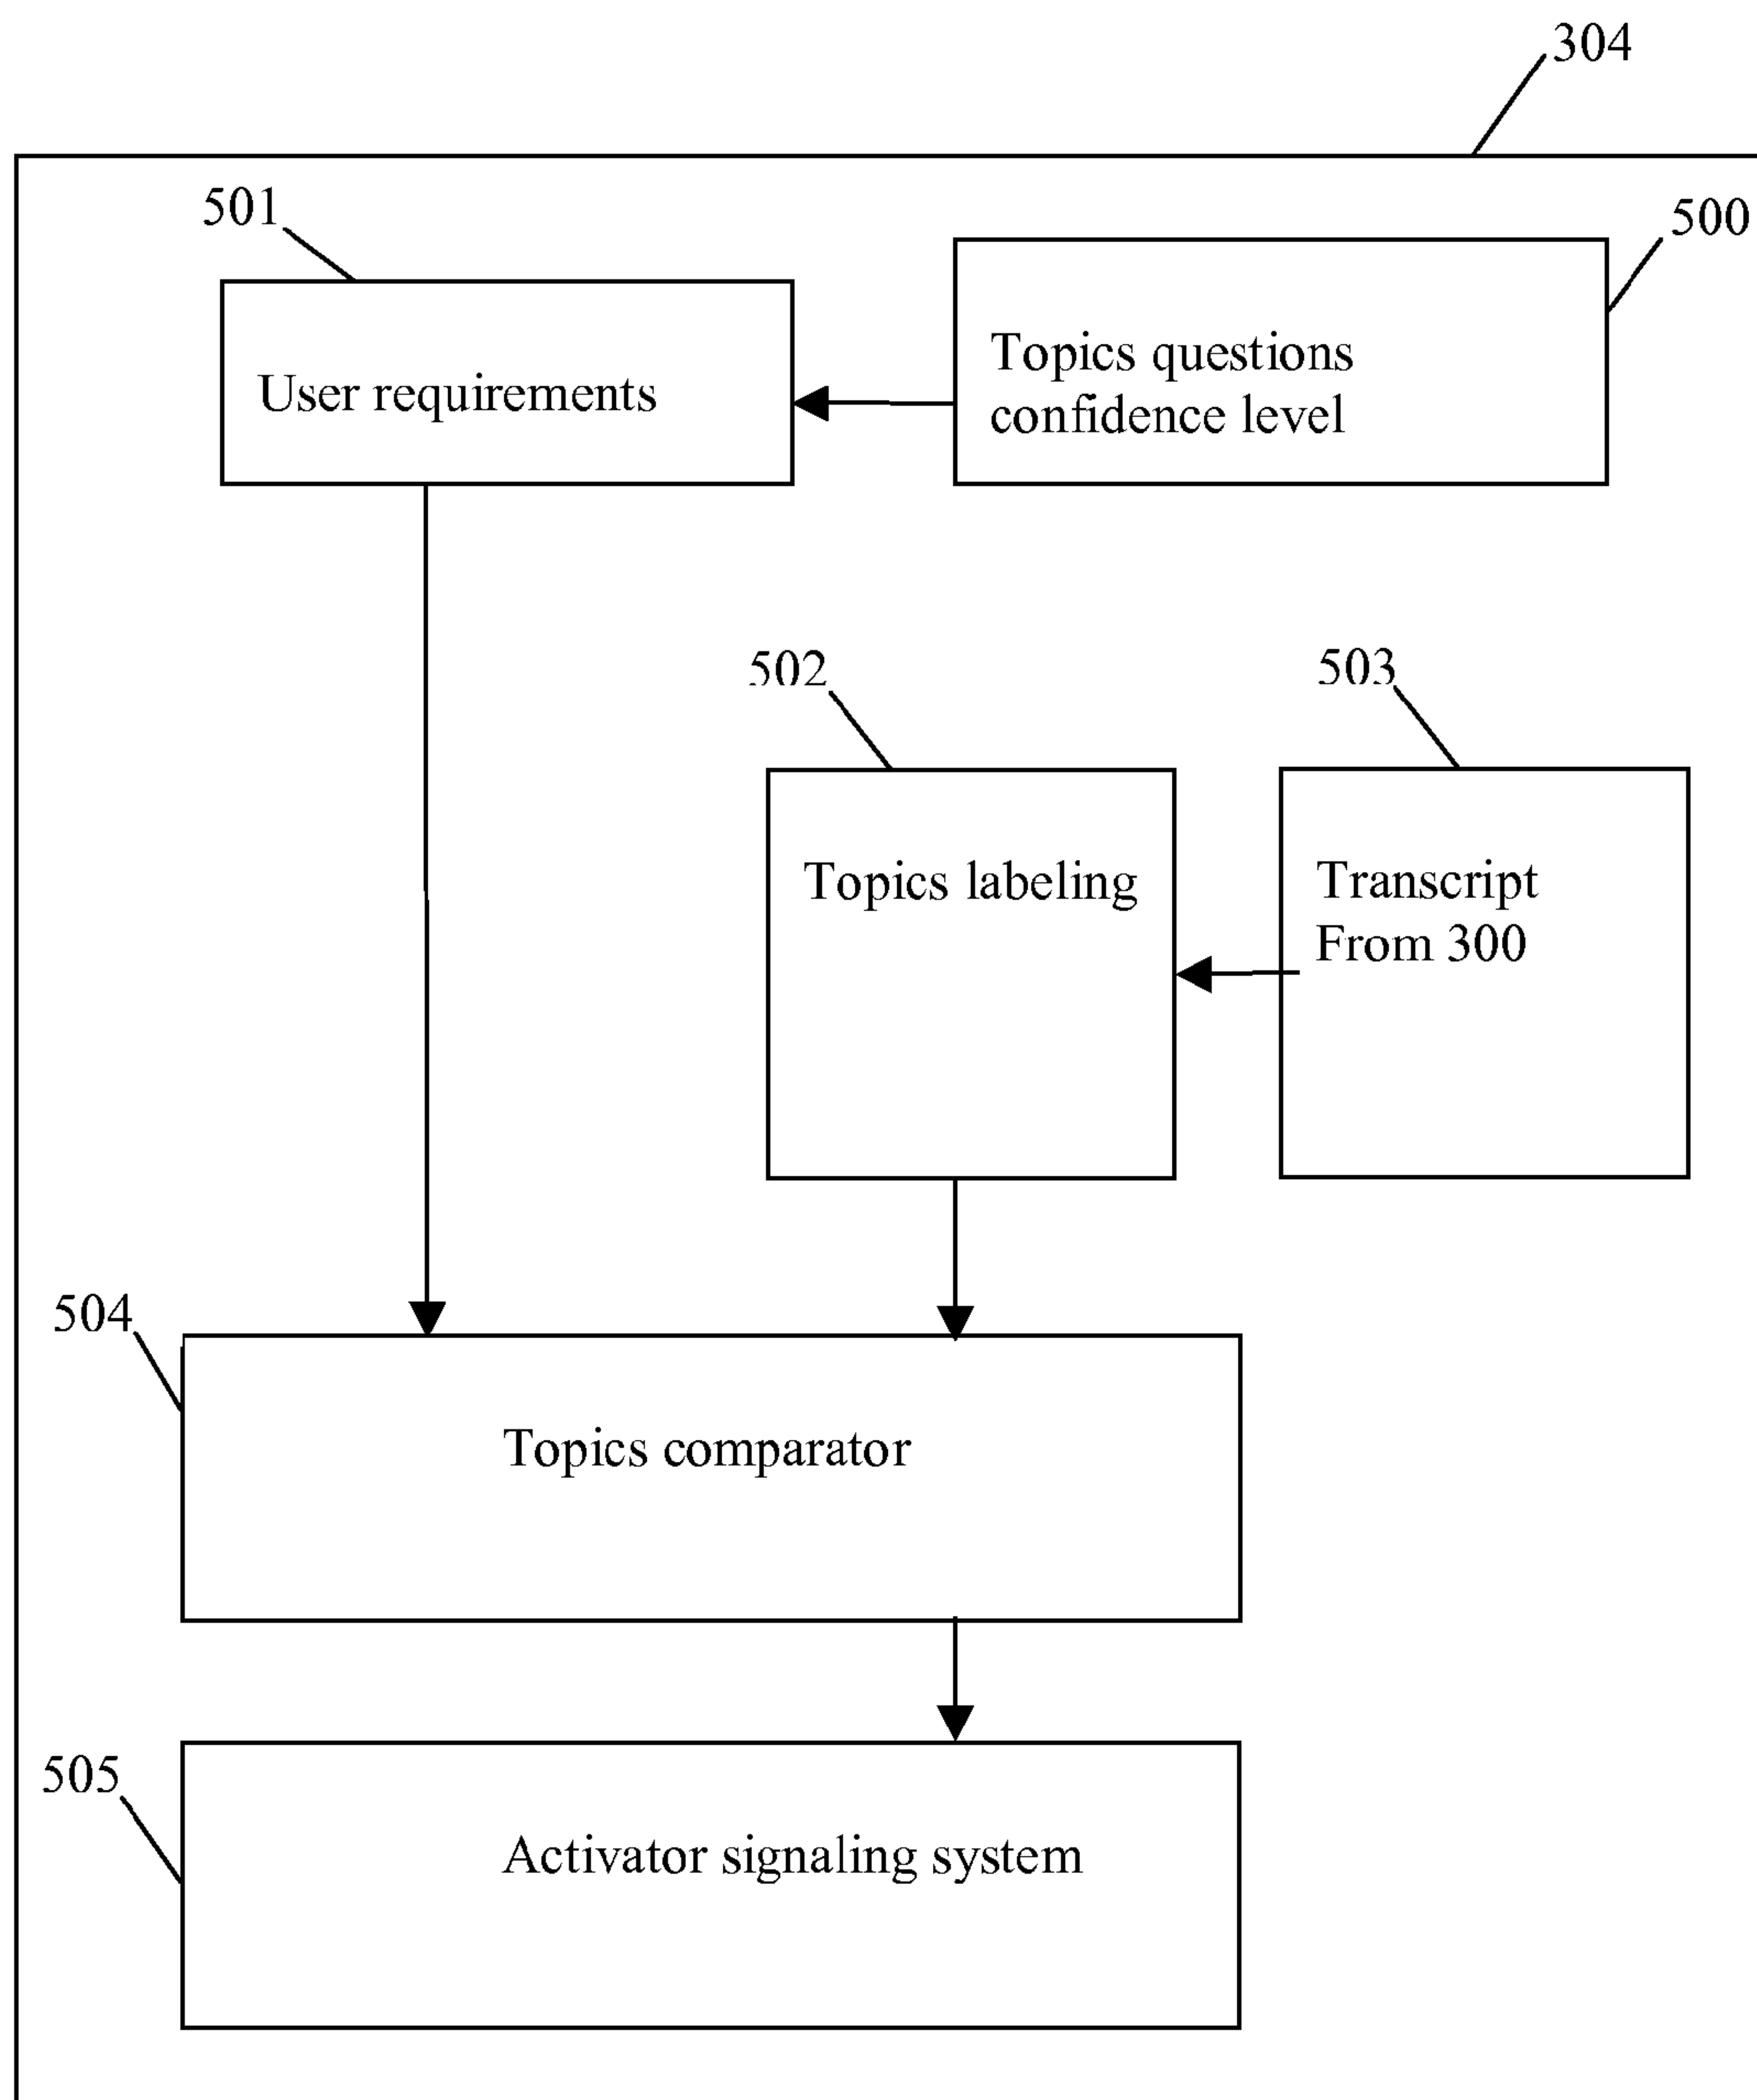 304
501
500
User requirements
Topics questions
confidence level
502
503
Topics labeling
Transcript
From 300
504
Topics comparator
505
Activator signaling system